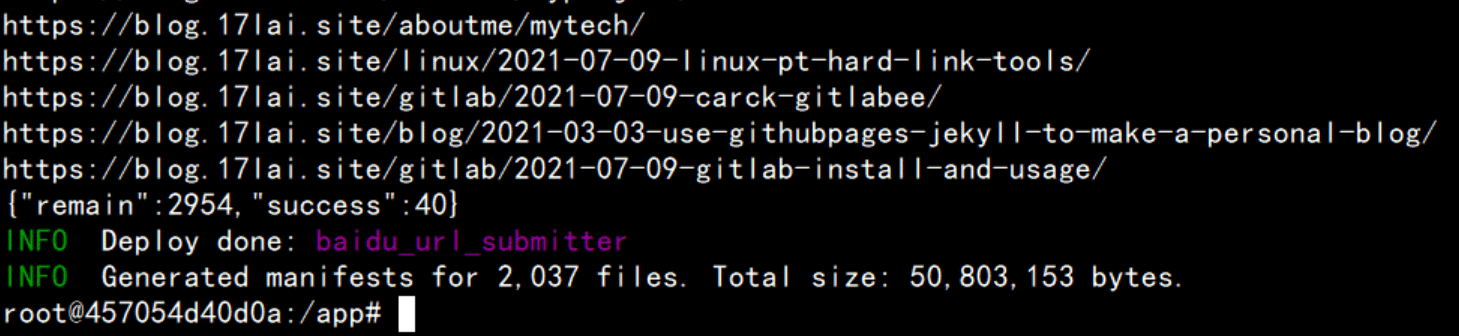 https://blog.17lai.site/aboutme/mytech/
https://blog.17lai.site/linux/2021-07-09-linux-pt-hard-link-tools/
https://blog.17lai.site/gitlab/2021-07-09-carck-gitlabee/
https://blog.17lai.site/blog/2021-03-03-use-githubpages-jekyll-to-make-a-personal-blog/
https://blog.17lai.site/gitlab/2021-07-09-gitlab-install-and-usage/
{"remain":2954,"success":40}
INFO  Deploy done: baidu_url_submitter
INFO  Generated manifests for 2,037 files. Total size: 50,803,153 bytes.
root@457054d40d0a:/app#